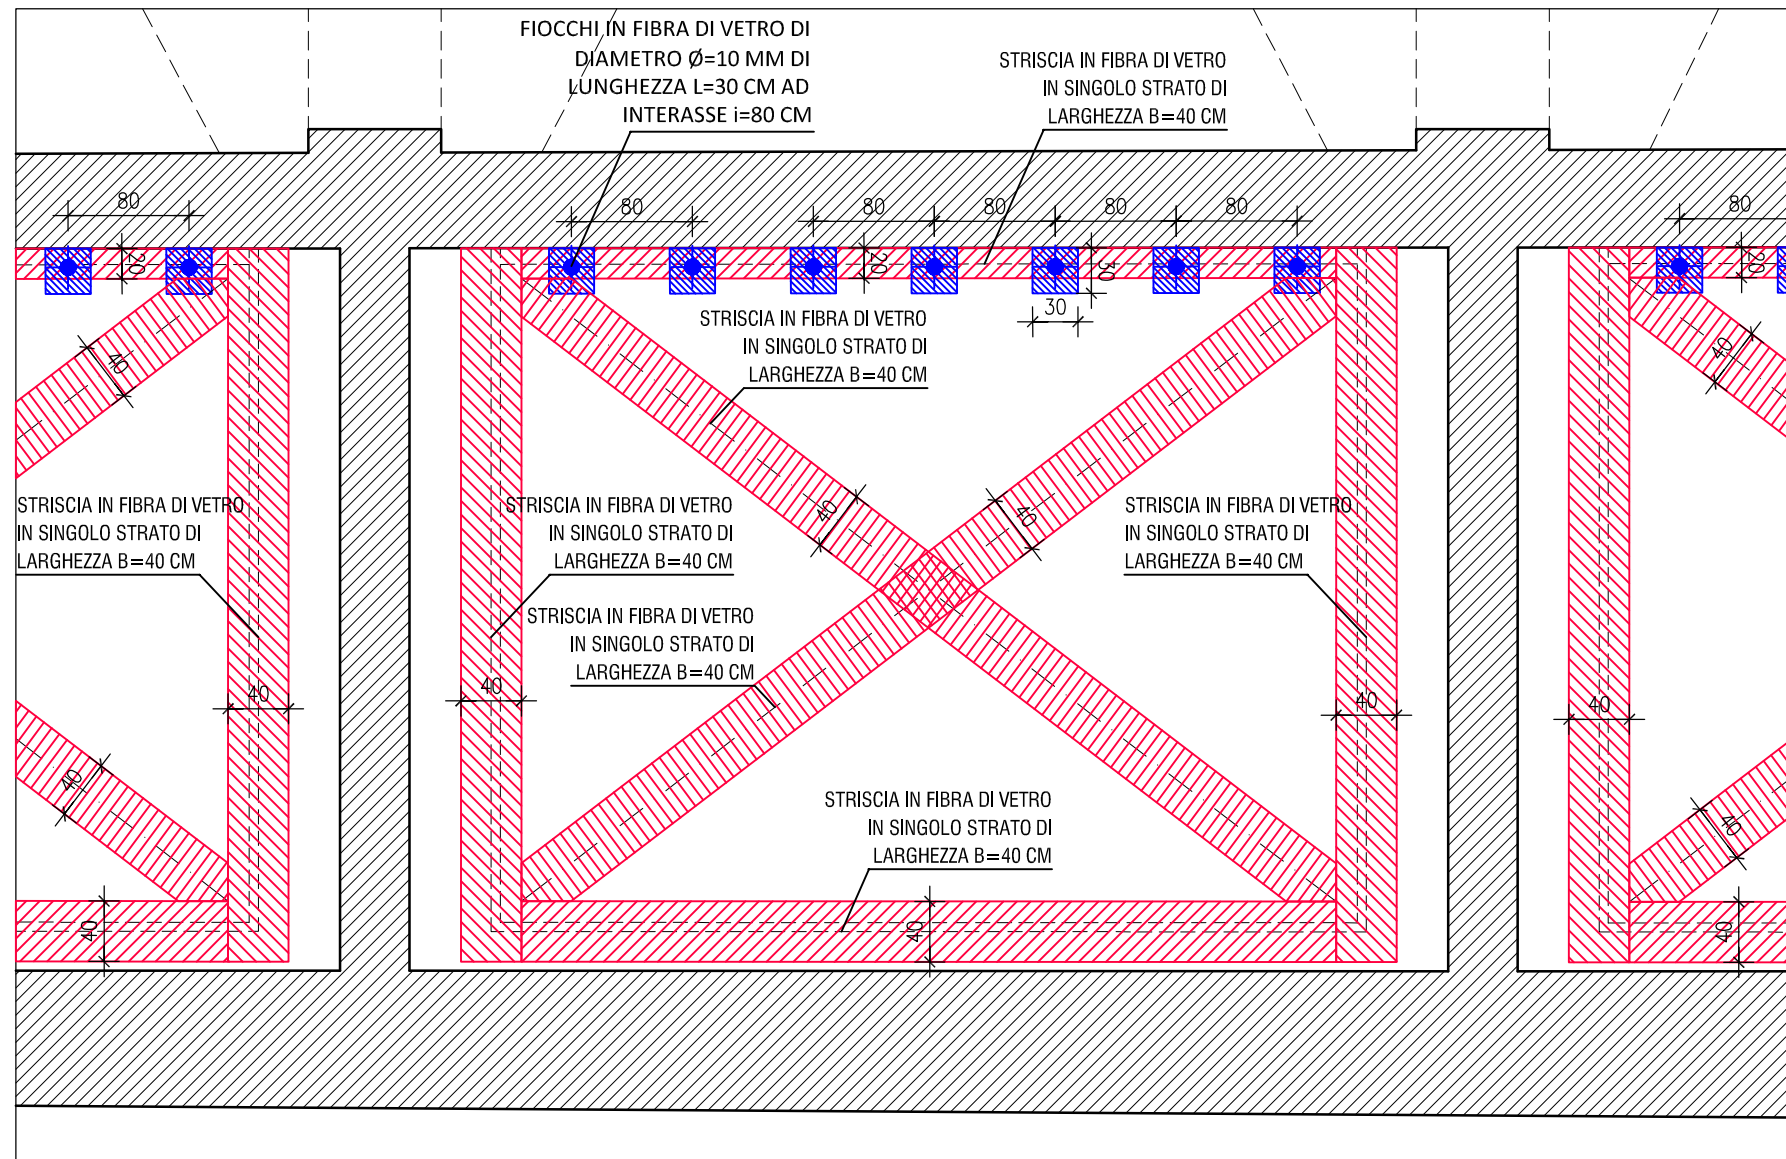 FIOCCHI IN FIBRA DI VETRO DI
DIAMETRO Ø=10 MM DI
LUNGHEZZA L=30 CM AD
INTERASSE i=80 CM
STRISCIA IN FIBRA DI VETRO
IN SINGOLO STRATO DI
LARGHEZZA B=40 CM
80
80
80
80
80
80
80
20
20
30
20
30
STRISCIA IN FIBRA DI VETRO
IN SINGOLO STRATO DI
LARGHEZZA B=40 CM
40
40
STRISCIA IN FIBRA DI VETRO
IN SINGOLO STRATO DI
LARGHEZZA B=40 CM
STRISCIA IN FIBRA DI VETRO
IN SINGOLO STRATO DI
LARGHEZZA B=40 CM
40
40
STRISCIA IN FIBRA DI VETRO
IN SINGOLO STRATO DI
LARGHEZZA B=40 CM
STRISCIA IN FIBRA DI VETRO
IN SINGOLO STRATO DI
LARGHEZZA B=40 CM
40
40
40
40
40
40
STRISCIA IN FIBRA DI VETRO
IN SINGOLO STRATO DI
LARGHEZZA B=40 CM
40
40
40